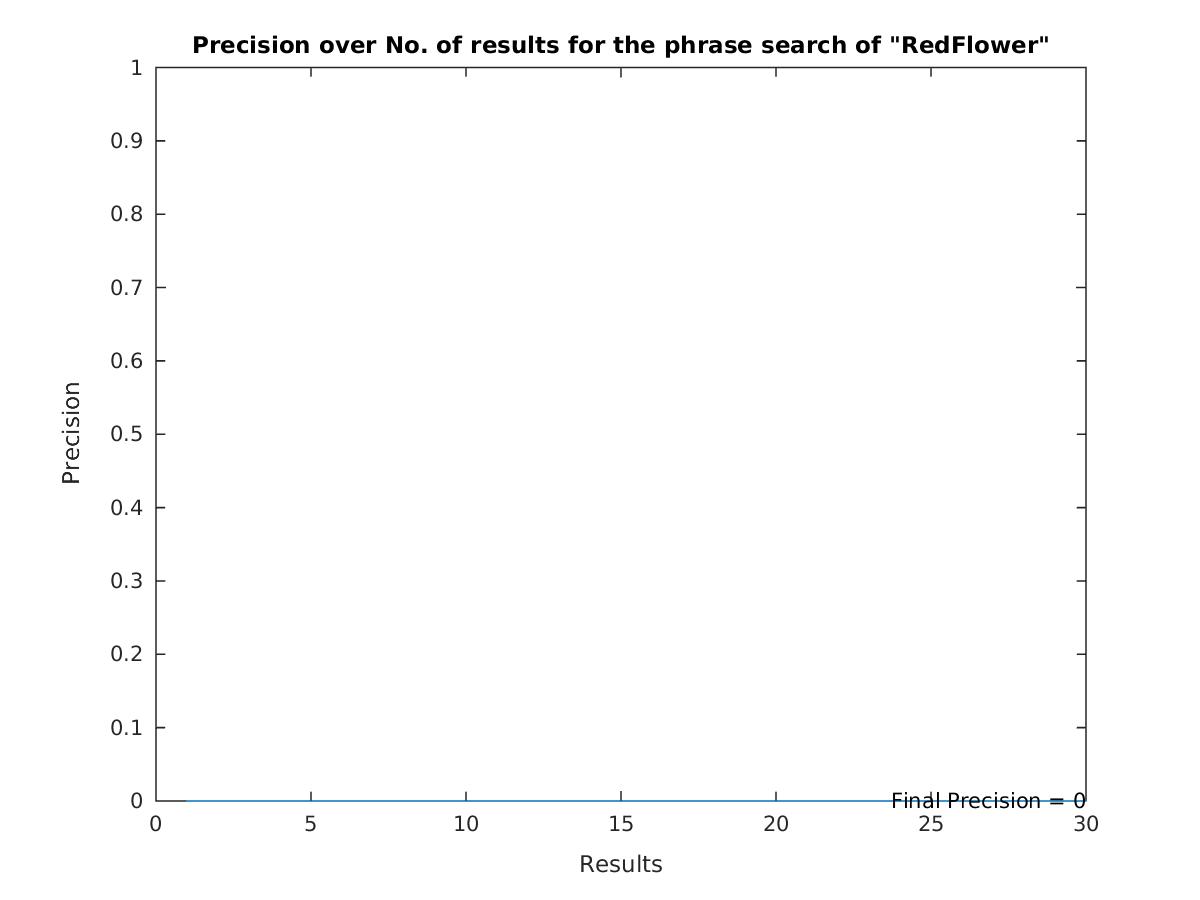 Precision over No. of results for the phrase search of "RedFlower"
1
0.9
0.8
0.7
0.6
0.5
0.4
0.3
0.2
0.1
0
Precision
Final Precision = 0
0 5 10 15 20 25 30
Results